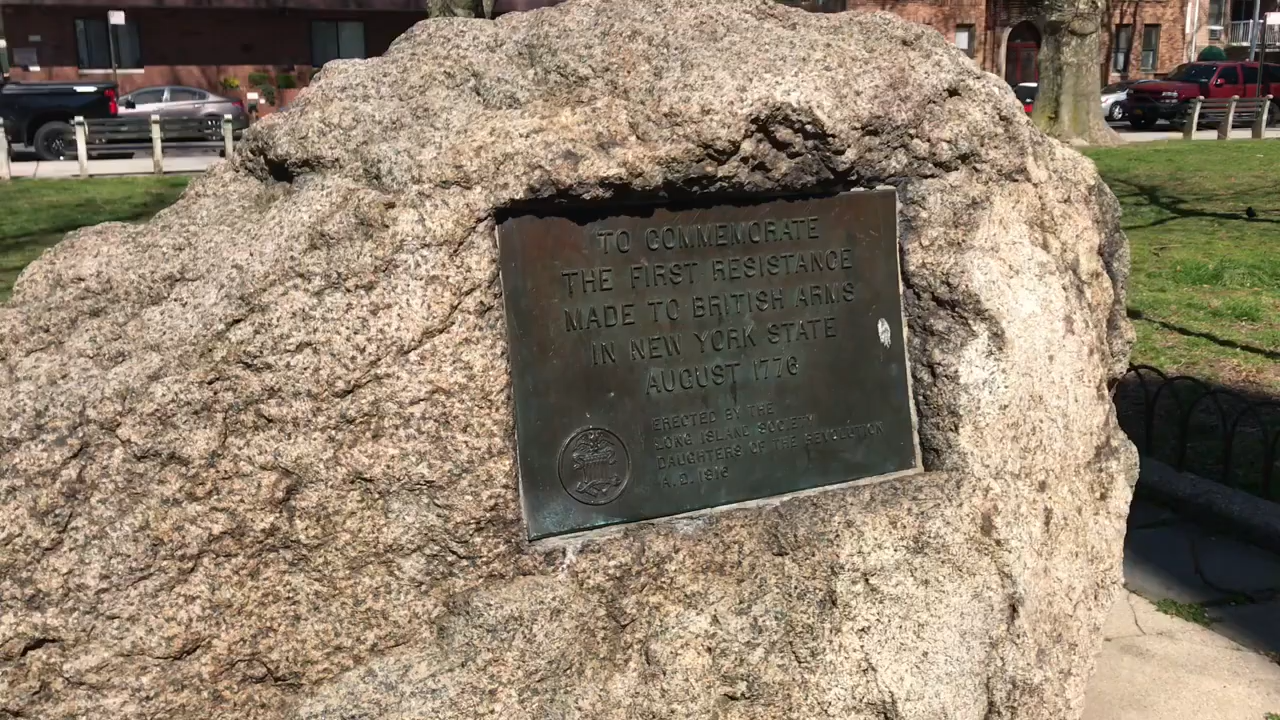 TO COMMEMORATE
THE FIRST RESISTANCE
MADE TO BRITISH ARMS
IN NEW YORK STATE
AUGUST 1776
ERECTED BY THE
LONG ISLAND SOCIETY
DAUGHTERS OF THE REVOLUTION
A. D. 1916